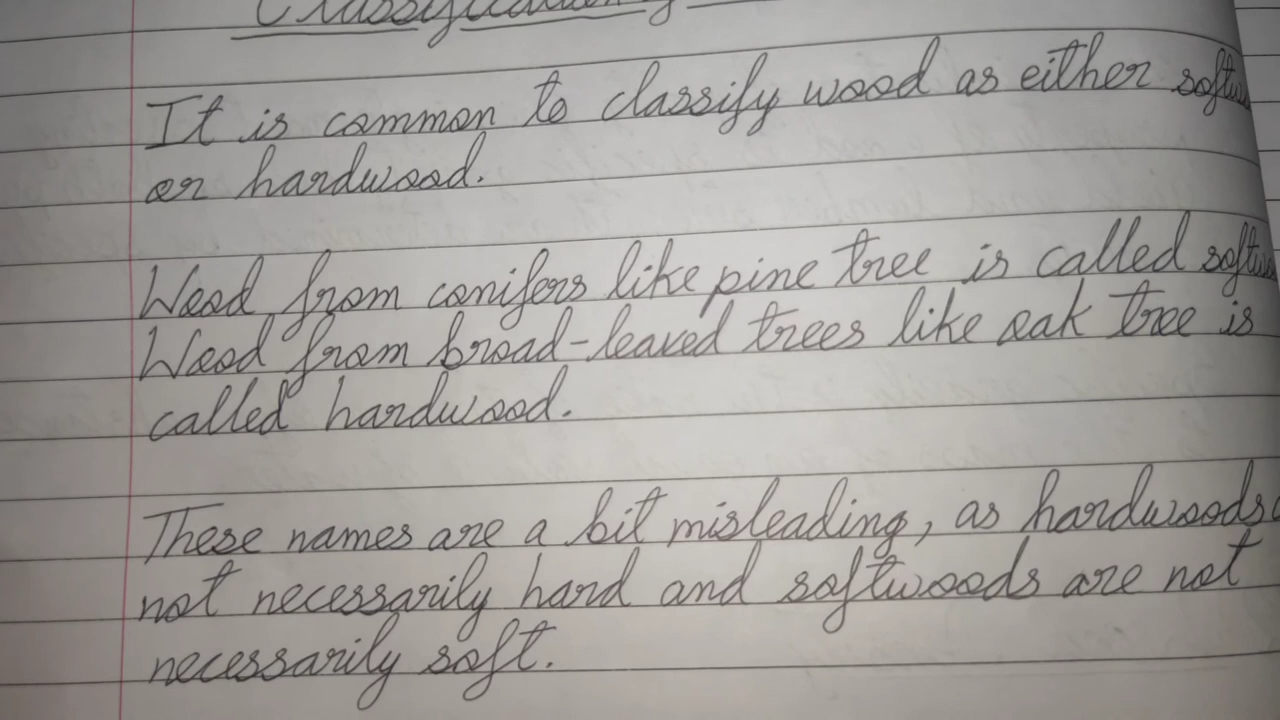 It is common to classify wood as either
or hardwood.
Wood from conifers like pine tree is called
Wood from broad-leaved trees like oak tree is
called hardwood.
These names are a bit misleading, as hardwoods
not necessarily hard and softwoods are not
necessarily soft.